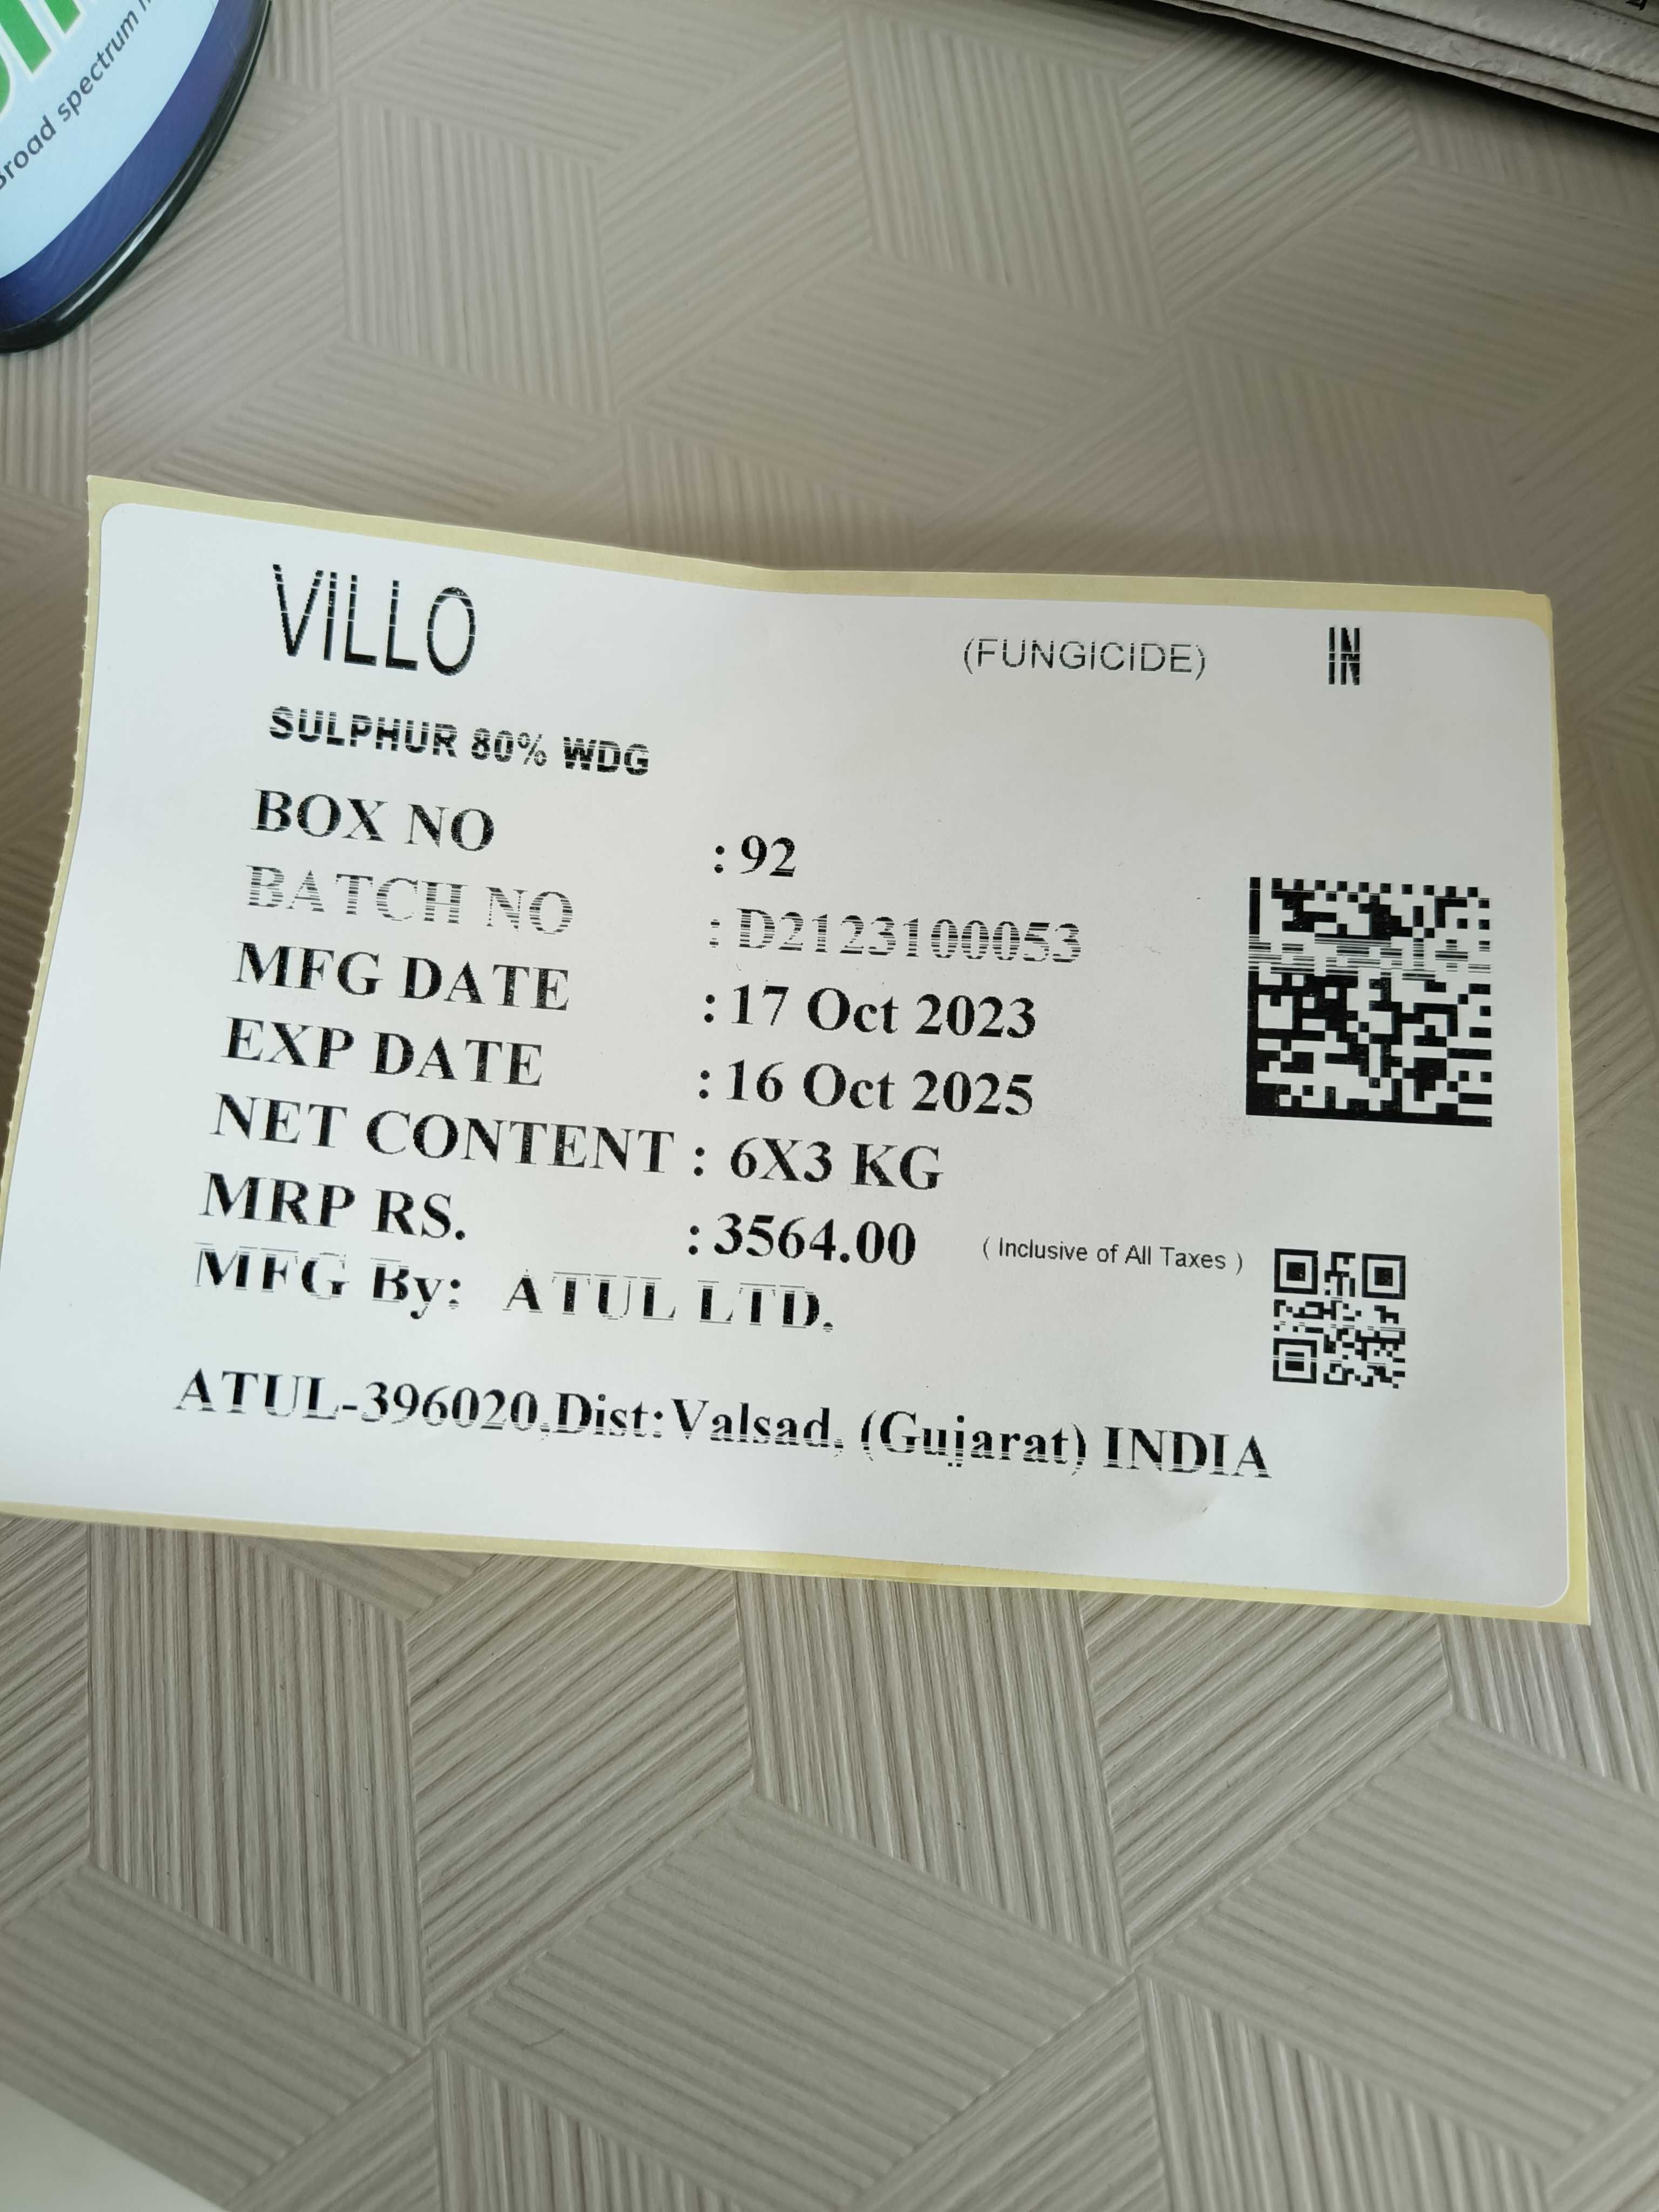 Broad spectrum
VILLO
(FUNGICIDE)
IN
SULPHUR 80% WDG
BOX NO : 92
BATCH NO : D2123100053
MFG DATE : 17 Oct 2023
EXP DATE : 16 Oct 2025
NET CONTENT : 6X3 KG
MRP RS. : 3564.00 ( Inclusive of All Taxes )
MFG By: ATUL LTD.
ATUL-396020,Dist:Valsad, (Gujarat) INDIA